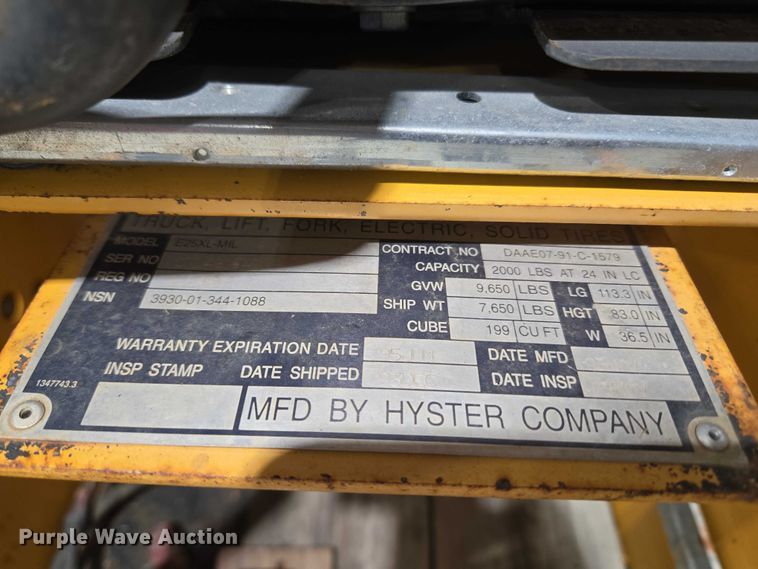 TRUCK, LIFT, FORK, ELECTRIC, SOLID TIRES
MODEL E25XL-MIL CONTRACT NO DAAE07-91-C-1579
SER NO CAPACITY 2000 LBS AT 24 IN LC
REG NO GVW 9,650 LBS LG 113.3 IN
NSN 3930-01-344-1088 SHIP WT 7,650 LBS HGT 83.0 IN
CUBE 199 CU FT W 36.5 IN
WARRANTY EXPIRATION DATE DATE MFD
INSP STAMP DATE SHIPPED DATE INSP
1347743.3
MFD BY HYSTER COMPANY
Purple Wave Auction